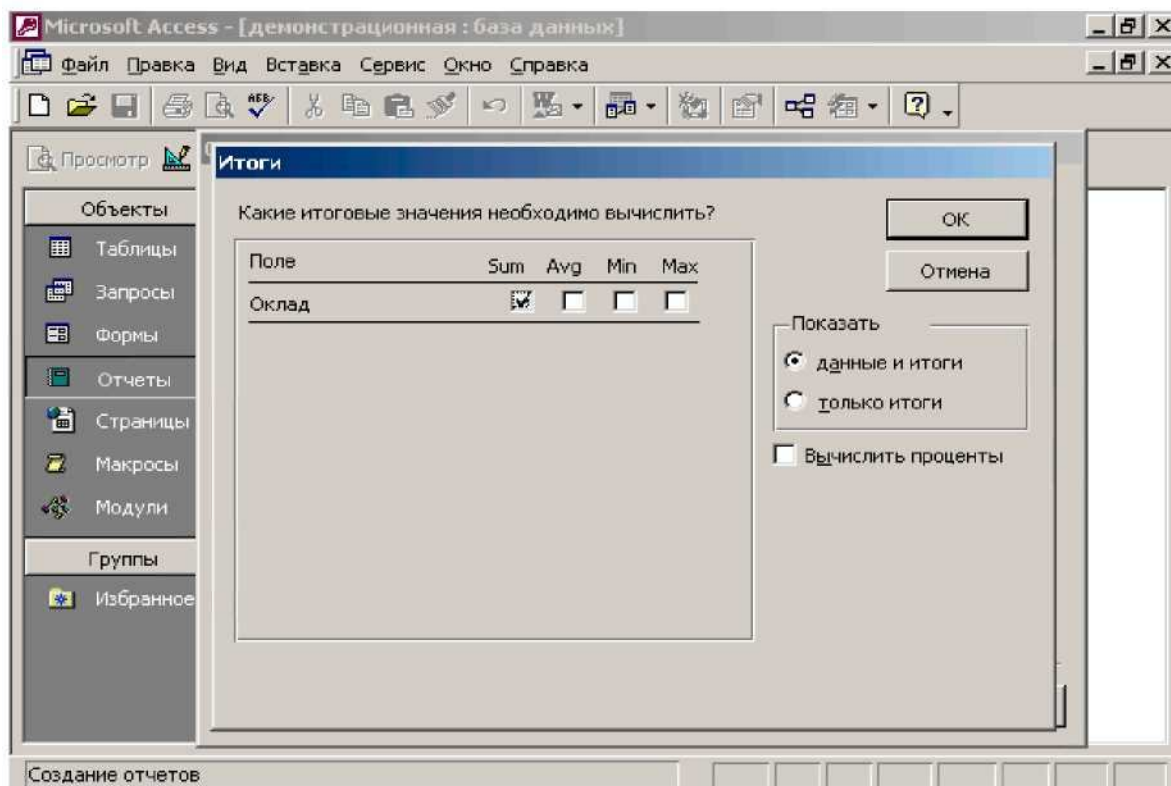 Microsoft Access - [демонстрационная : база данных]
Файл Правка Вид Вставка Сервис Окно Справка
Просмотр
Итоги
Объекты
Таблицы
Запросы
Формы
Отчеты
Страницы
Макросы
Модули
Группы
Избранное
Какие итоговые значения необходимо вычислить?
Поле Sum Avg Min Max
Оклад
ОК
Отмена
Показать
данные и итоги
только итоги
Вычислить проценты
Создание отчетов